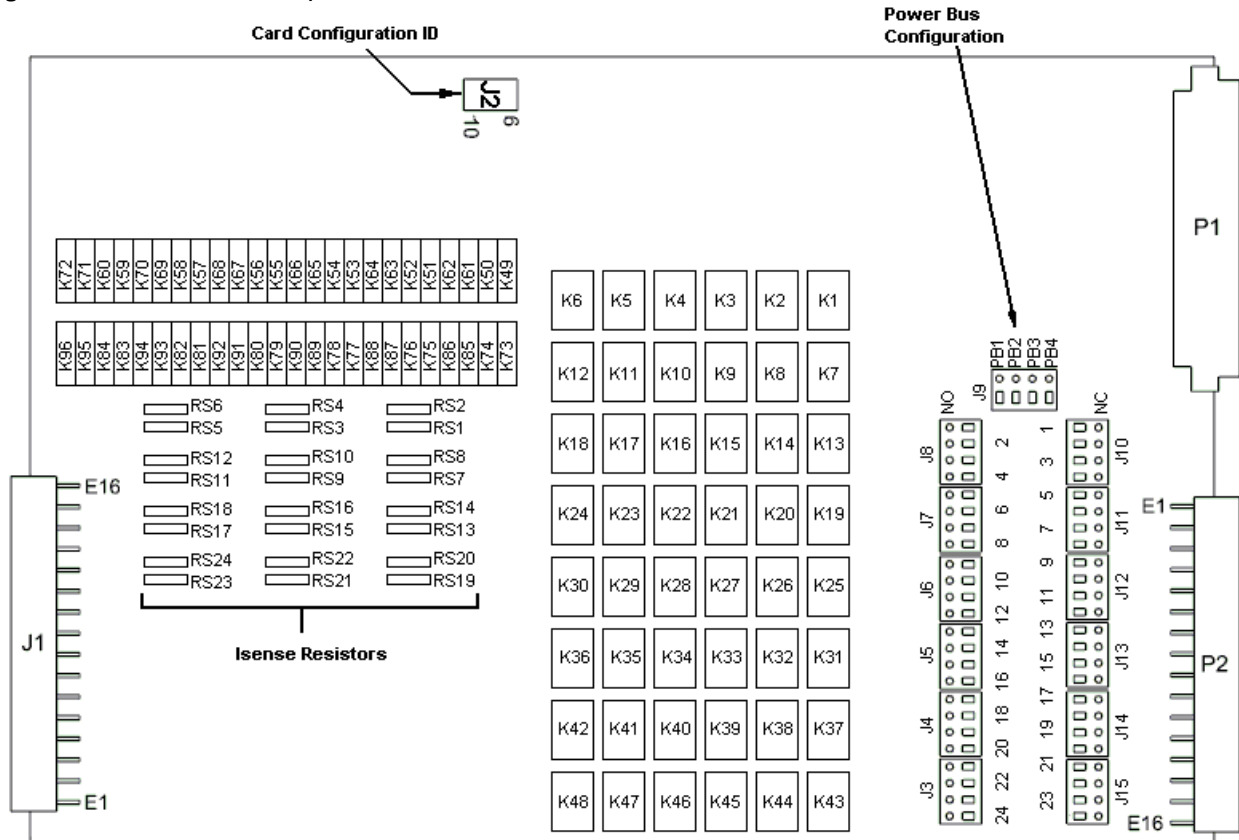 Power Bus
Configuration
Card Configuration ID
J2
10 6
P1
K72 K71 K60 K59 K70 K69 K58 K57 K68 K67 K56 K55 K66 K65 K54 K53 K64 K63 K52 K51 K62 K61 K50 K49
K96 K95 K84 K83 K94 K93 K82 K81 K92 K91 K80 K79 K90 K89 K78 K77 K88 K87 K76 K75 K86 K85 K74 K73
K6 K5 K4 K3 K2 K1
K12 K11 K10 K9 K8 K7
K18 K17 K16 K15 K14 K13
K24 K23 K22 K21 K20 K19
K30 K29 K28 K27 K26 K25
K36 K35 K34 K33 K32 K31
K42 K41 K40 K39 K38 K37
K48 K47 K46 K45 K44 K43
RS6 RS4 RS2
RS5 RS3 RS1
RS12 RS10 RS8
RS11 RS9 RS7
RS18 RS16 RS14
RS17 RS15 RS13
RS24 RS22 RS20
RS23 RS21 RS19
Isense Resistors
J1
E16
E1
PB1 PB2 PB3 PB4
J9
NO NC
J8 2 4 1 3 J10
J7 6 8 5 7 J11
J6 10 12 9 11 J12
J5 14 16 13 15 J13
J4 18 20 17 19 J14
J3 22 24 21 23 J15
E1
P2
E16